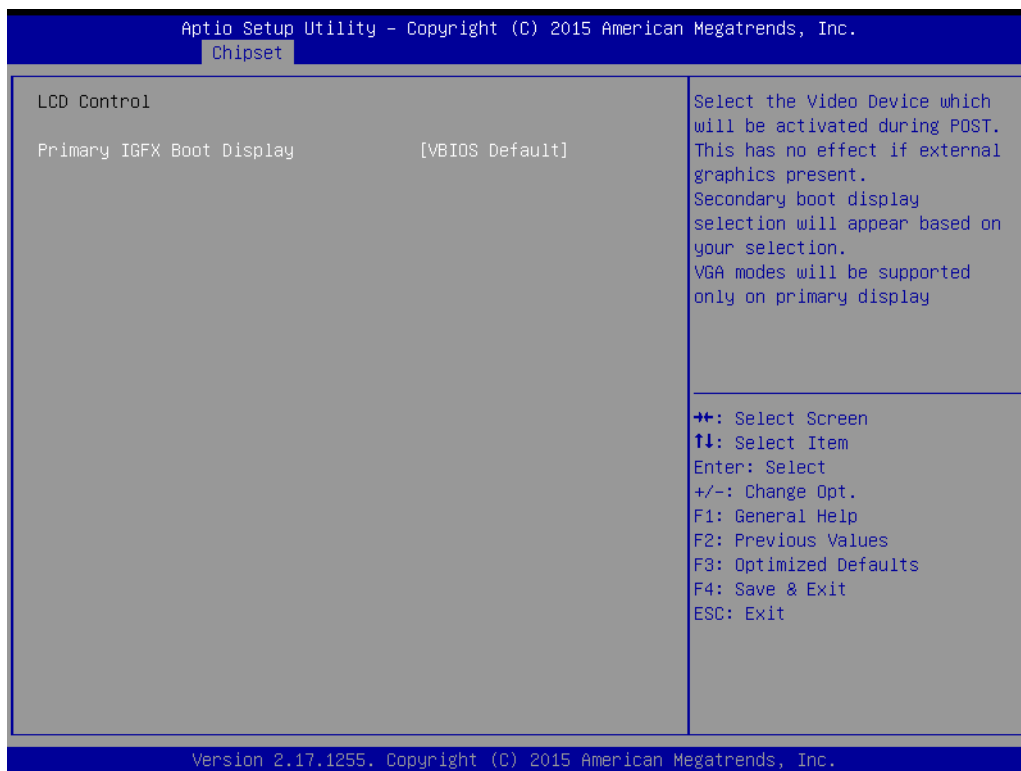 Aptio Setup Utility – Copyright (C) 2015 American Megatrends, Inc.
Chipset
LCD Control
Primary IGFX Boot Display [VBIOS Default]
Select the Video Device which
will be activated during POST.
This has no effect if external
graphics present.
Secondary boot display
selection will appear based on
your selection.
VGA modes will be supported
only on primary display
→←: Select Screen
↑↓: Select Item
Enter: Select
+/-: Change Opt.
F1: General Help
F2: Previous Values
F3: Optimized Defaults
F4: Save & Exit
ESC: Exit
Version 2.17.1255. Copyright (C) 2015 American Megatrends, Inc.